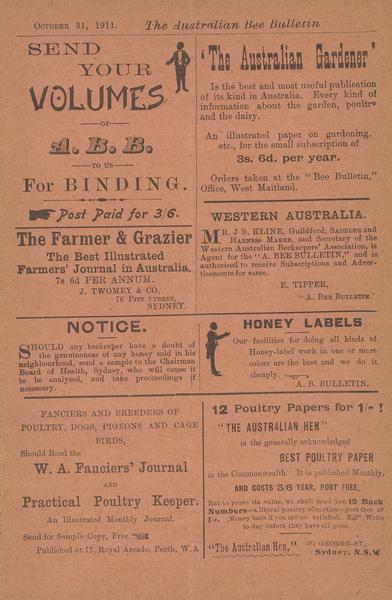 October 31, 1911. The Australian Bee Bulletin
SEND
YOUR
VOLUMES
—OF—
A. B. B.
—TO US—
For BINDING.
Post Paid for 3/6.
The Farmer & Grazier
The Best Illustrated
Farmers' Journal in Australia.
7s 6d PER ANNUM.
J. TWOMEY & CO.
76 Pitt Street,
SYDNEY.
'The Australian Gardener'
Is the best and most useful publication
of its kind in Australia. Every kind of
information about the garden, poultry
and the dairy.
An illustrated paper on gardening,
etc., for the small subscription of
3s. 6d. per year.
Orders taken at the "Bee Bulletin,"
Office, West Maitland.
WESTERN AUSTRALIA.
MR. J B. KLINE, Guildford, Saddler and
Harness Maker, and Secretary of the
Western Australian Beekeepers' Association, is
Agent for the "A. BEE BULLETIN," and is
authorised to receive Subscriptions and Adver-
tisements for same.
E. TIPPER,
"A. Bee Bulletin."
NOTICE.
SHOULD any beekeeper have a doubt of
the genuineness of any honey sold in his
neighbourhood, send a sample to the Chairman
Board of Health, Sydney, who will cause it
to be analysed, and take proceedings if
necessary.
HONEY LABELS
Our facilities for doing all kinds of
Honey-label work in one or more
colors are the best and we do it
cheaply.
A. B. BULLETIN.
FANCIERS AND BREEDERS OF
POULTRY, DOGS, PIGEONS AND CAGE
BIRDS,
Should Read the
W. A. Fanciers' Journal
AND
Practical Poultry Keeper.
An Illustrated Monthly Journal.
Send for Sample Copy, Free.
Published at 17, Royal Arcade, Perth, W.A
12 Poultry Papers for 1/- !
"THE AUSTRALIAN HEN"
is the generally acknowledged
BEST POULTRY PAPER
in the Commonwealth It is published Monthly,
AND COSTS 3/6 YEAR, POST FREE.
But to prove its value, we shall send you 12 Back
Numbers—a liberal poultry education—post free or
1s. Money back if you are not satisfied. Write
to-day before they have all gone.
"The Australian Hen," GEORGE-ST.,
Sydney, N.S.W